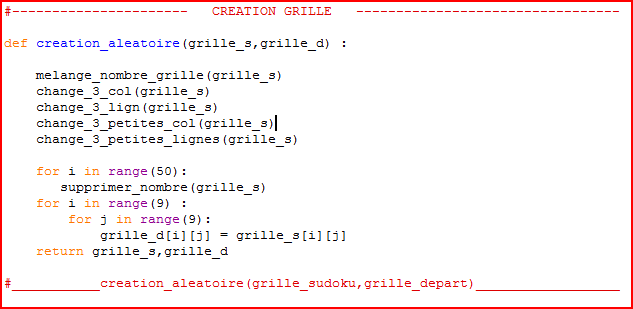 #----------------------   CREATION GRILLE   ---------------------------------
def creation_aleatoire(grille_s,grille_d) :
melange_nombre_grille(grille_s)
change_3_col(grille_s)
change_3_lign(grille_s)
change_3_petites_col(grille_s)
change_3_petites_lignes(grille_s)
for i in range(50):
supprimer_nombre(grille_s)
for i in range(9) :
for j in range(9):
grille_d[i][j] = grille_s[i][j]
return grille_s,grille_d
#___________creation_aleatoire(grille_sudoku,grille_depart)__________________